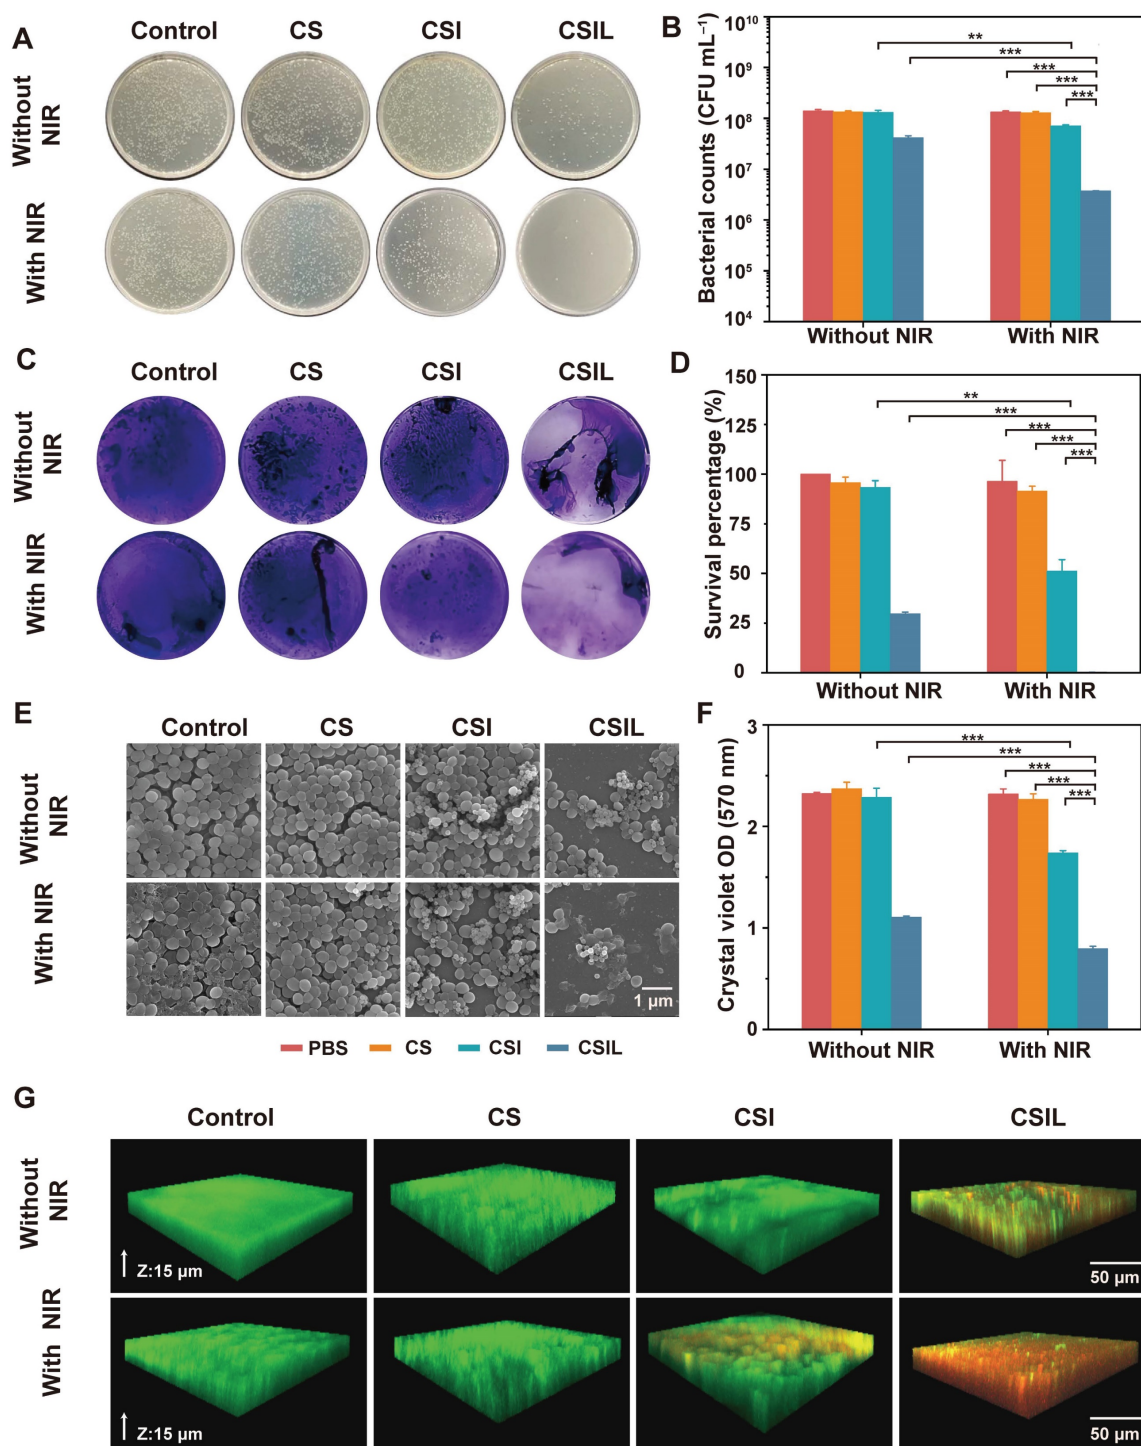 A
Control CS CSI CSIL
Without
NIR
With NIR
B
Bacterial counts (CFU mL⁻¹)
10¹⁰
10⁹
10⁸
10⁷
10⁶
10⁵
10⁴
**
***
***
***
***
Without NIR With NIR
C
Control CS CSI CSIL
Without
NIR
With NIR
D
Survival percentage (%)
150
125
100
75
50
25
0
**
***
***
***
***
Without NIR With NIR
E
Control CS CSI CSIL
Without
NIR
With NIR
1 μm
F
Crystal violet OD (570 nm)
3
2
1
0
***
***
***
***
***
Without NIR With NIR
PBS CS CSI CSIL
G
Control CS CSI CSIL
Without
NIR
Z:15 μm
50 μm
With NIR
Z:15 μm
50 μm